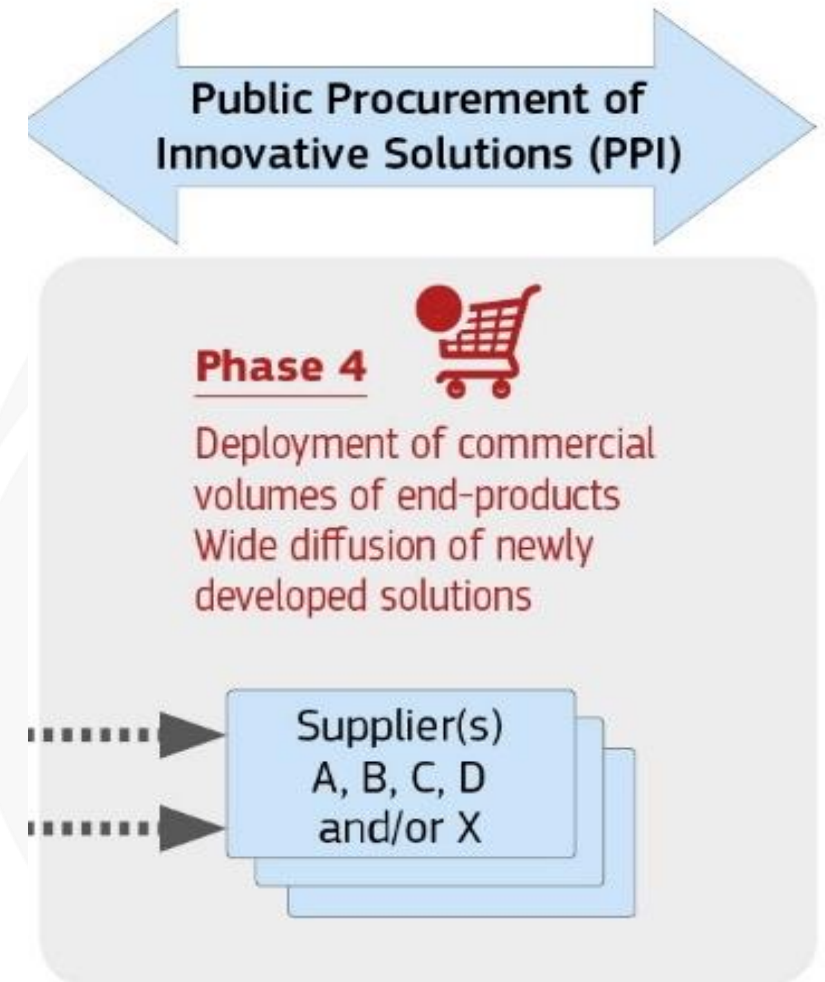 Public Procurement of
Innovative Solutions (PPI)
Phase 4
Deployment of commercial
volumes of end-products
Wide diffusion of newly
developed solutions
Supplier(s)
A, B, C, D
and/or X